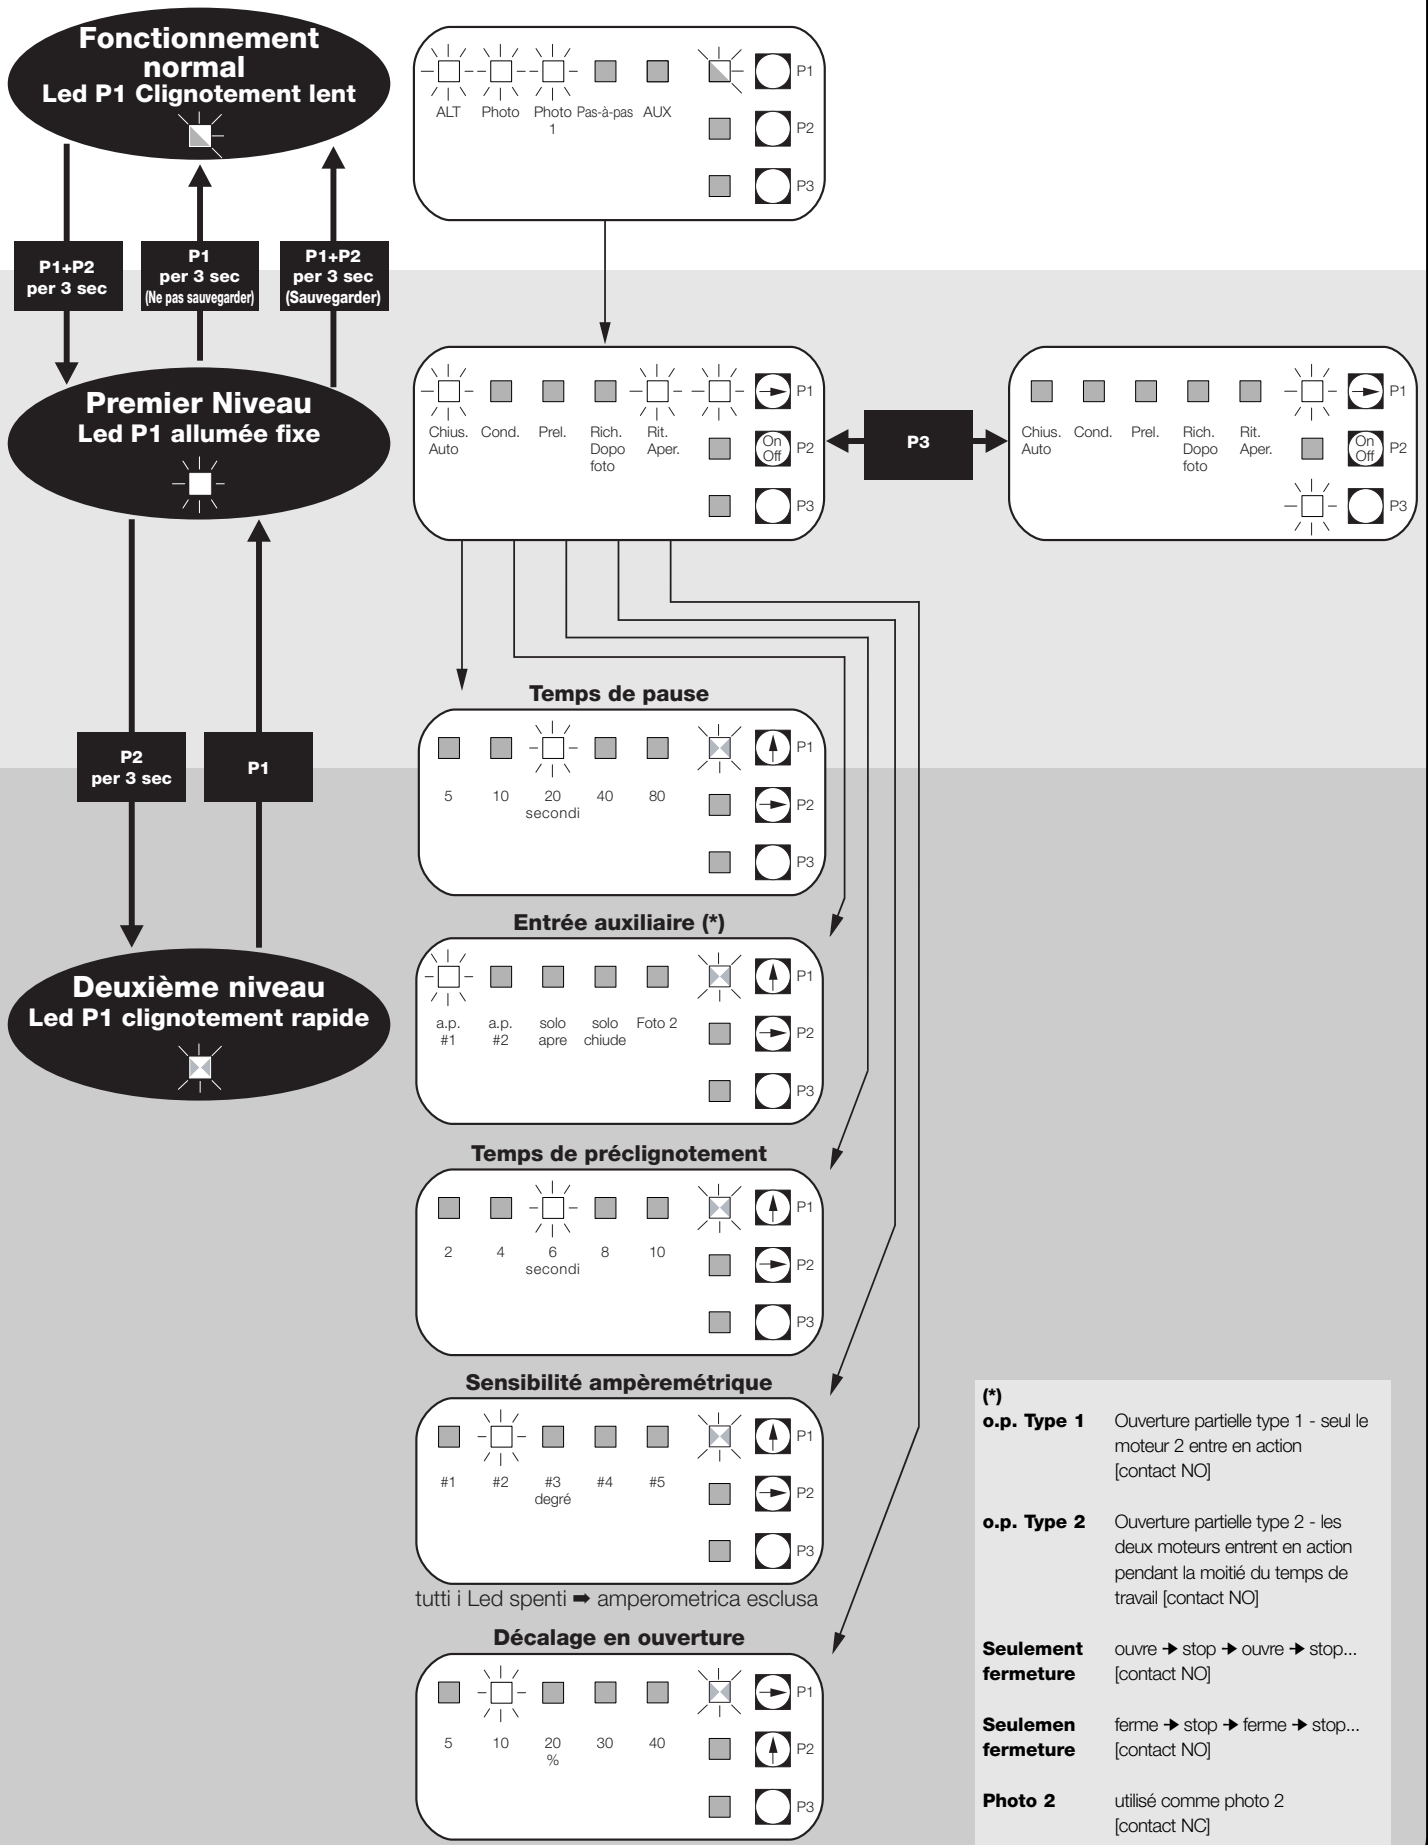 Fonctionnement
normal
Led P1 Clignotement lent
ALT Photo Photo Pas-à-pas AUX
1
P1
P2
P3
P1+P2
per 3 sec
P1
per 3 sec
(Ne pas sauvegarder)
P1+P2
per 3 sec
(Sauvegarder)
Premier Niveau
Led P1 allumée fixe
Chius. Cond. Prel. Rich. Rit.
Auto Dopo Aper.
foto
P1
On
Off
P2
P3
P3
Chius. Cond. Prel. Rich. Rit.
Auto Dopo Aper.
foto
P1
On
Off
P2
P3
P2
per 3 sec
P1
Deuxième niveau
Led P1 clignotement rapide
Temps de pause
5 10 20 40 80
secondi
P1
P2
P3
Entrée auxiliaire (*)
a.p. a.p. solo solo Foto 2
#1 #2 apre chiude
P1
P2
P3
Temps de préclignotement
2 4 6 8 10
secondi
P1
P2
P3
Sensibilité ampèremétrique
#1 #2 #3 #4 #5
degré
P1
P2
P3
tutti i Led spenti ➡ amperometrica esclusa
Décalage en ouverture
5 10 20 30 40
%
P1
P2
P3
(*)
o.p. Type 1 Ouverture partielle type 1 - seul le
moteur 2 entre en action
[contact NO]
o.p. Type 2 Ouverture partielle type 2 - les
deux moteurs entrent en action
pendant la moitié du temps de
travail [contact NO]
Seulement ouvre ➔ stop ➔ ouvre ➔ stop...
fermeture [contact NO]
Seulemen ferme ➔ stop ➔ ferme ➔ stop...
fermeture [contact NO]
Photo 2 utilisé comme photo 2
[contact NC]